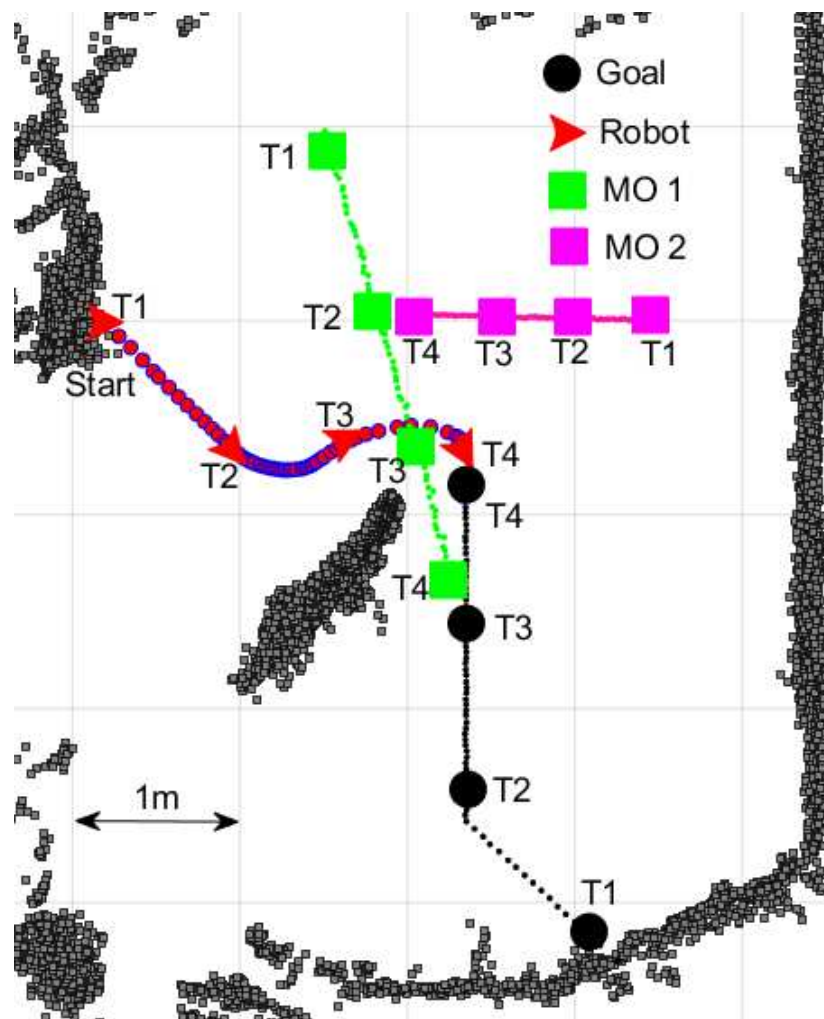 Goal
Robot
MO 1
MO 2
T1
T1
T2
T4 T3 T2 T1
Start
T3
T2
T3
T4
T4
T4
T3
T2
1m
T1